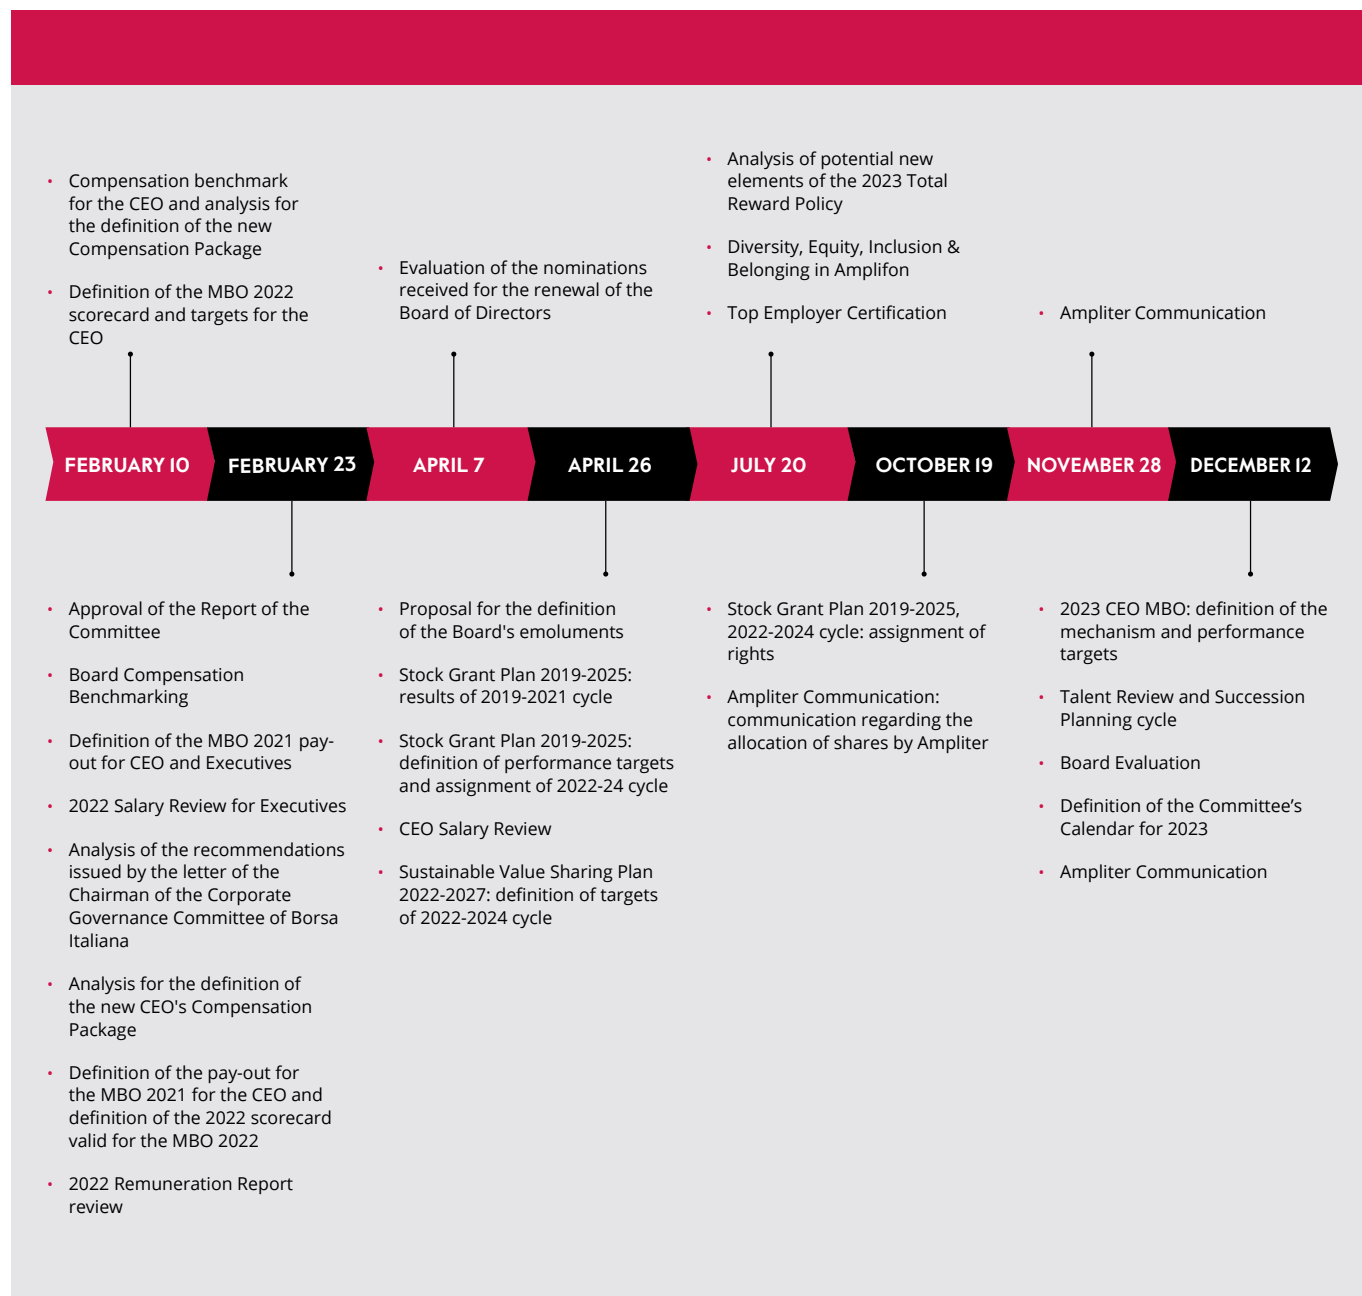 • Compensation benchmark
for the CEO and analysis for
the definition of the new
Compensation Package
• Definition of the MBO 2022
scorecard and targets for the
CEO
• Evaluation of the nominations
received for the renewal of the
Board of Directors
• Analysis of potential new
elements of the 2023 Total
Reward Policy
• Diversity, Equity, Inclusion &
Belonging in Amplifon
• Top Employer Certification
• Ampliter Communication
FEBRUARY 10
FEBRUARY 23
APRIL 7
APRIL 26
JULY 20
OCTOBER 19
NOVEMBER 28
DECEMBER 12
• Approval of the Report of the
Committee
• Board Compensation
Benchmarking
• Definition of the MBO 2021 pay-
out for CEO and Executives
• 2022 Salary Review for Executives
• Analysis of the recommendations
issued by the letter of the
Chairman of the Corporate
Governance Committee of Borsa
Italiana
• Analysis for the definition of
the new CEO's Compensation
Package
• Definition of the pay-out for
the MBO 2021 for the CEO and
definition of the 2022 scorecard
valid for the MBO 2022
• 2022 Remuneration Report
review
• Proposal for the definition
of the Board's emoluments
• Stock Grant Plan 2019-2025:
results of 2019-2021 cycle
• Stock Grant Plan 2019-2025:
definition of performance targets
and assignment of 2022-24 cycle
• CEO Salary Review
• Sustainable Value Sharing Plan
2022-2027: definition of targets
of 2022-2024 cycle
• Stock Grant Plan 2019-2025,
2022-2024 cycle: assignment of
rights
• Ampliter Communication:
communication regarding the
allocation of shares by Ampliter
• 2023 CEO MBO: definition of the
mechanism and performance
targets
• Talent Review and Succession
Planning cycle
• Board Evaluation
• Definition of the Committee’s
Calendar for 2023
• Ampliter Communication